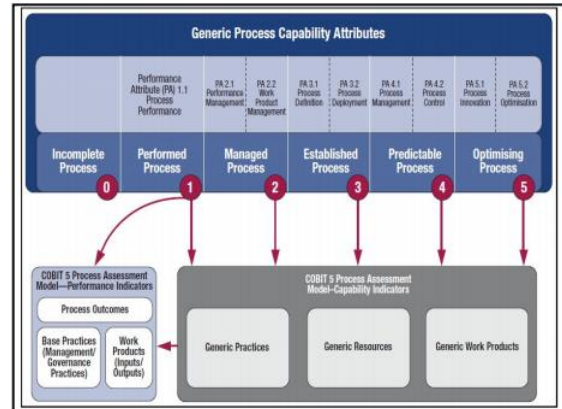 Generic Process Capability Attributes
Performance
Attribute (PA) 1.1
Process
Performance
PA 2.1
Performance
Management
PA 2.2
Work
Product
Management
PA 3.1
Process
Definition
PA 3.2
Process
Deployment
PA 4.1
Process
Management
PA 4.2
Process
Control
PA 5.1
Process
Innovation
PA 5.2
Process
Optimisation
Incomplete
Process
0
Performed
Process
1
Managed
Process
2
Established
Process
3
Predictable
Process
4
Optimising
Process
5
COBIT 5 Process Assessment
Model—Performance Indicators
Process Outcomes
Base Practices
(Management/
Governance
Practices)
Work
Products
(Inputs/
Outputs)
COBIT 5 Process Assessment
Model–Capability Indicators
Generic Practices
Generic Resources
Generic Work Products